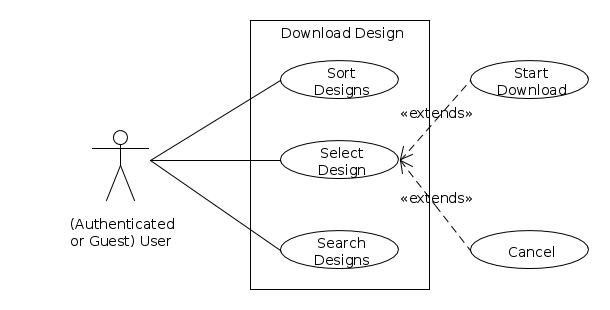 Download Design
Sort
Designs
Start
Download
«extends»
Select
Design
«extends»
(Authenticated
or Guest) User
Search
Designs
Cancel